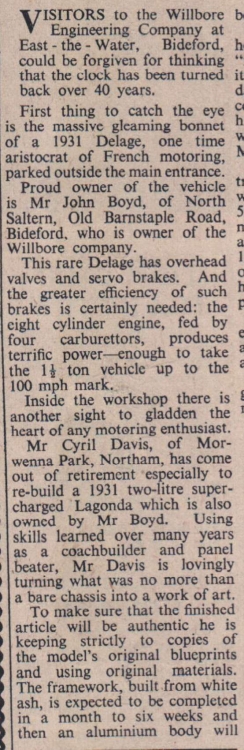 VISITORS to the Willbore
Engineering Company at
East - the - Water, Bideford,
could be forgiven for thinking
that the clock has been turned
back over 40 years.
First thing to catch the eye
is the massive gleaming bonnet
of a 1931 Delage, one time
aristocrat of French motoring,
parked outside the main entrance.
Proud owner of the vehicle
is Mr John Boyd, of North
Saltern, Old Barnstaple Road,
Bideford, who is owner of the
Willbore company.
This rare Delage has overhead
valves and servo brakes. And
the greater efficiency of such
brakes is certainly needed: the
eight cylinder engine, fed by
four carburettors, produces
terrific power—enough to take
the 1½ ton vehicle up to the
100 mph mark.
Inside the workshop there is
another sight to gladden the
heart of any motoring enthusiast.
Mr Cyril Davis, of Mor-
wenna Park, Northam, has come
out of retirement especially to
re-build a 1931 two-litre super-
charged Lagonda which is also
owned by Mr Boyd. Using
skills learned over many years
as a coachbuilder and panel
beater, Mr Davis is lovingly
turning what was no more than
a bare chassis into a work of art.
To make sure that the finished
article will be authentic he is
keeping strictly to copies of
the model's original blueprints
and using original materials.
The framework, built from white
ash, is expected to be completed
in a month to six weeks and
then an aluminium body will